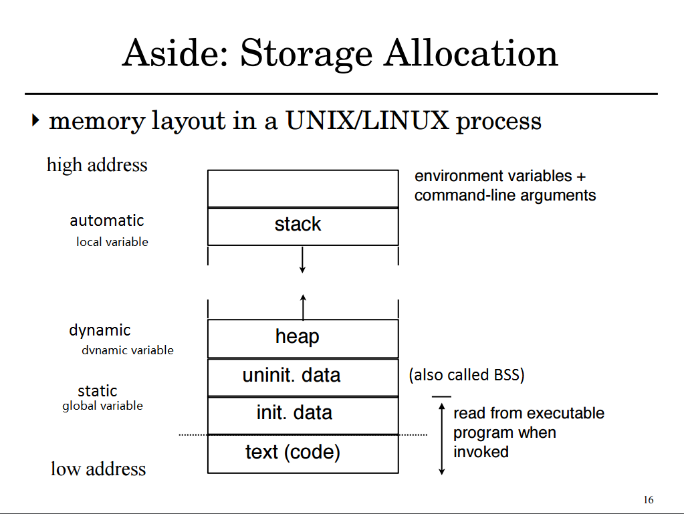 Aside: Storage Allocation
‣ memory layout in a UNIX/LINUX process
high address
environment variables +
command-line arguments
automatic
local variable
stack
dynamic
dvnamic variable
heap
uninit. data
(also called BSS)
static
global variable
init. data
read from executable
program when
invoked
text (code)
low address
16